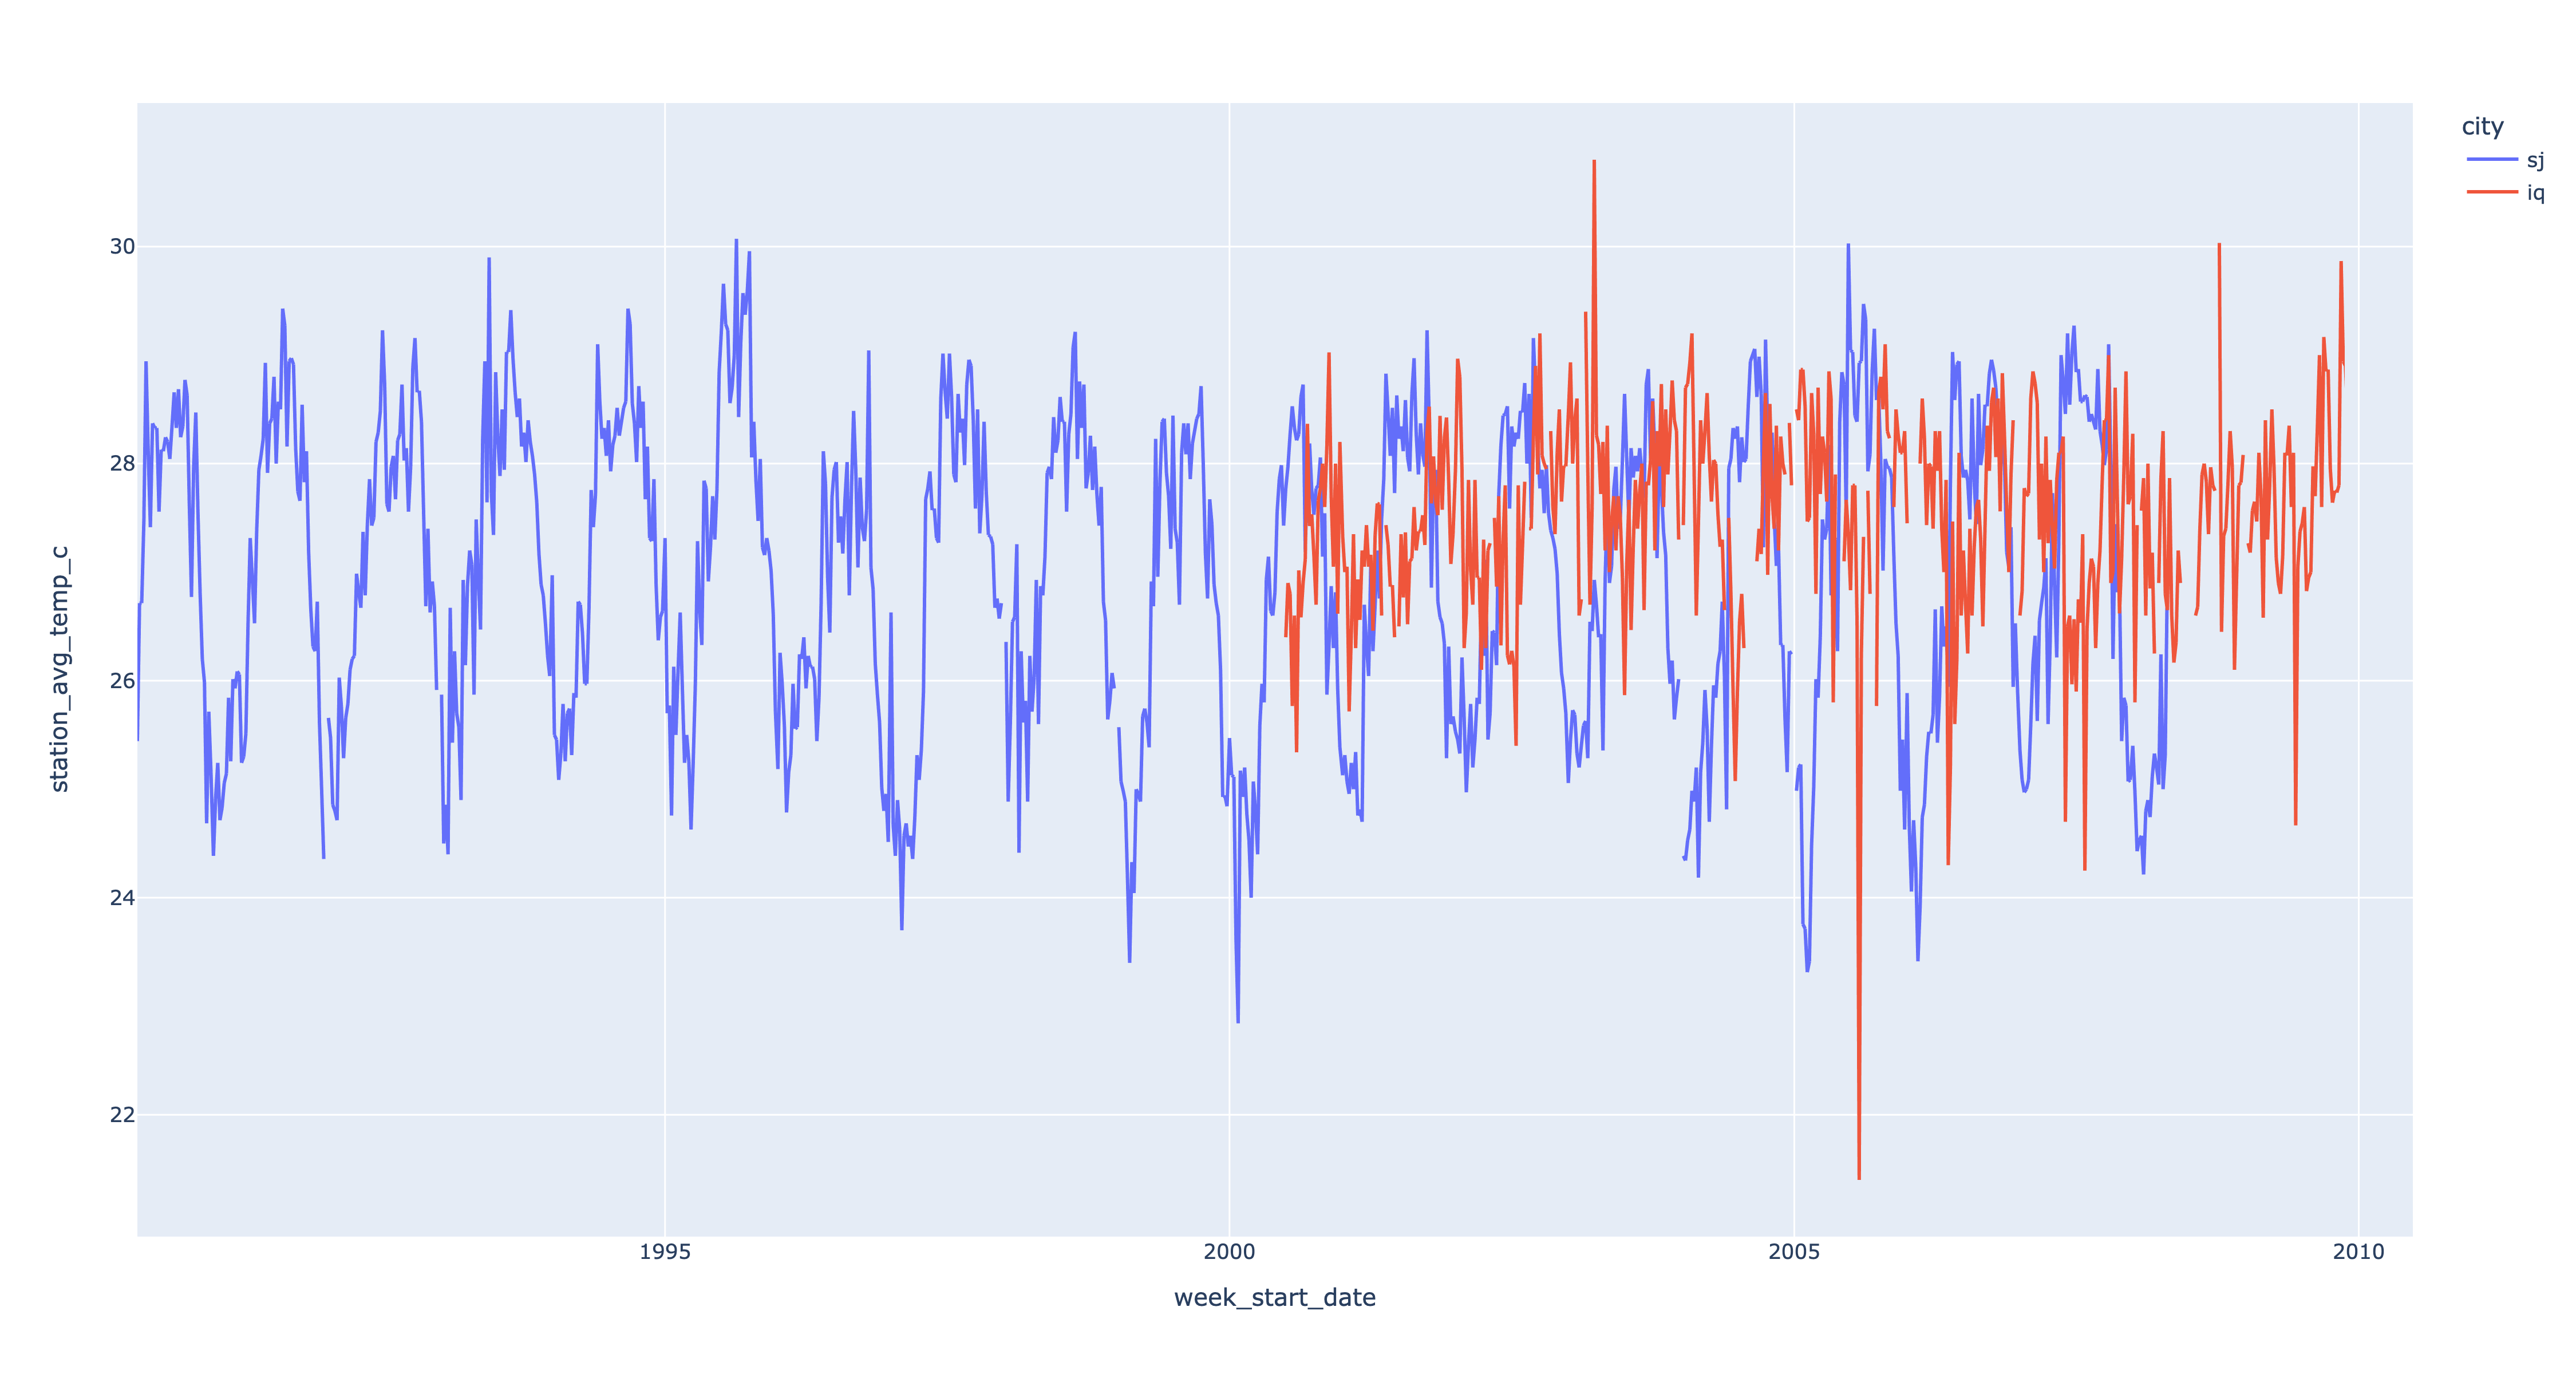 city
sj
iq
station_avg_temp_c
30
28
26
24
22
1995
2000
2005
2010
week_start_date